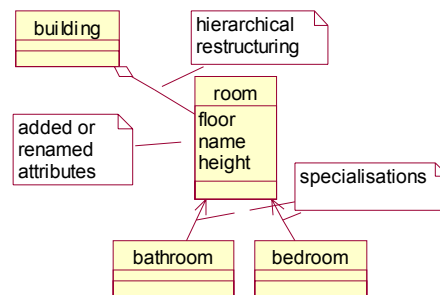 building
hierarchical
restructuring
room
floor
name
height
added or
renamed
attributes
specialisations
bathroom
bedroom